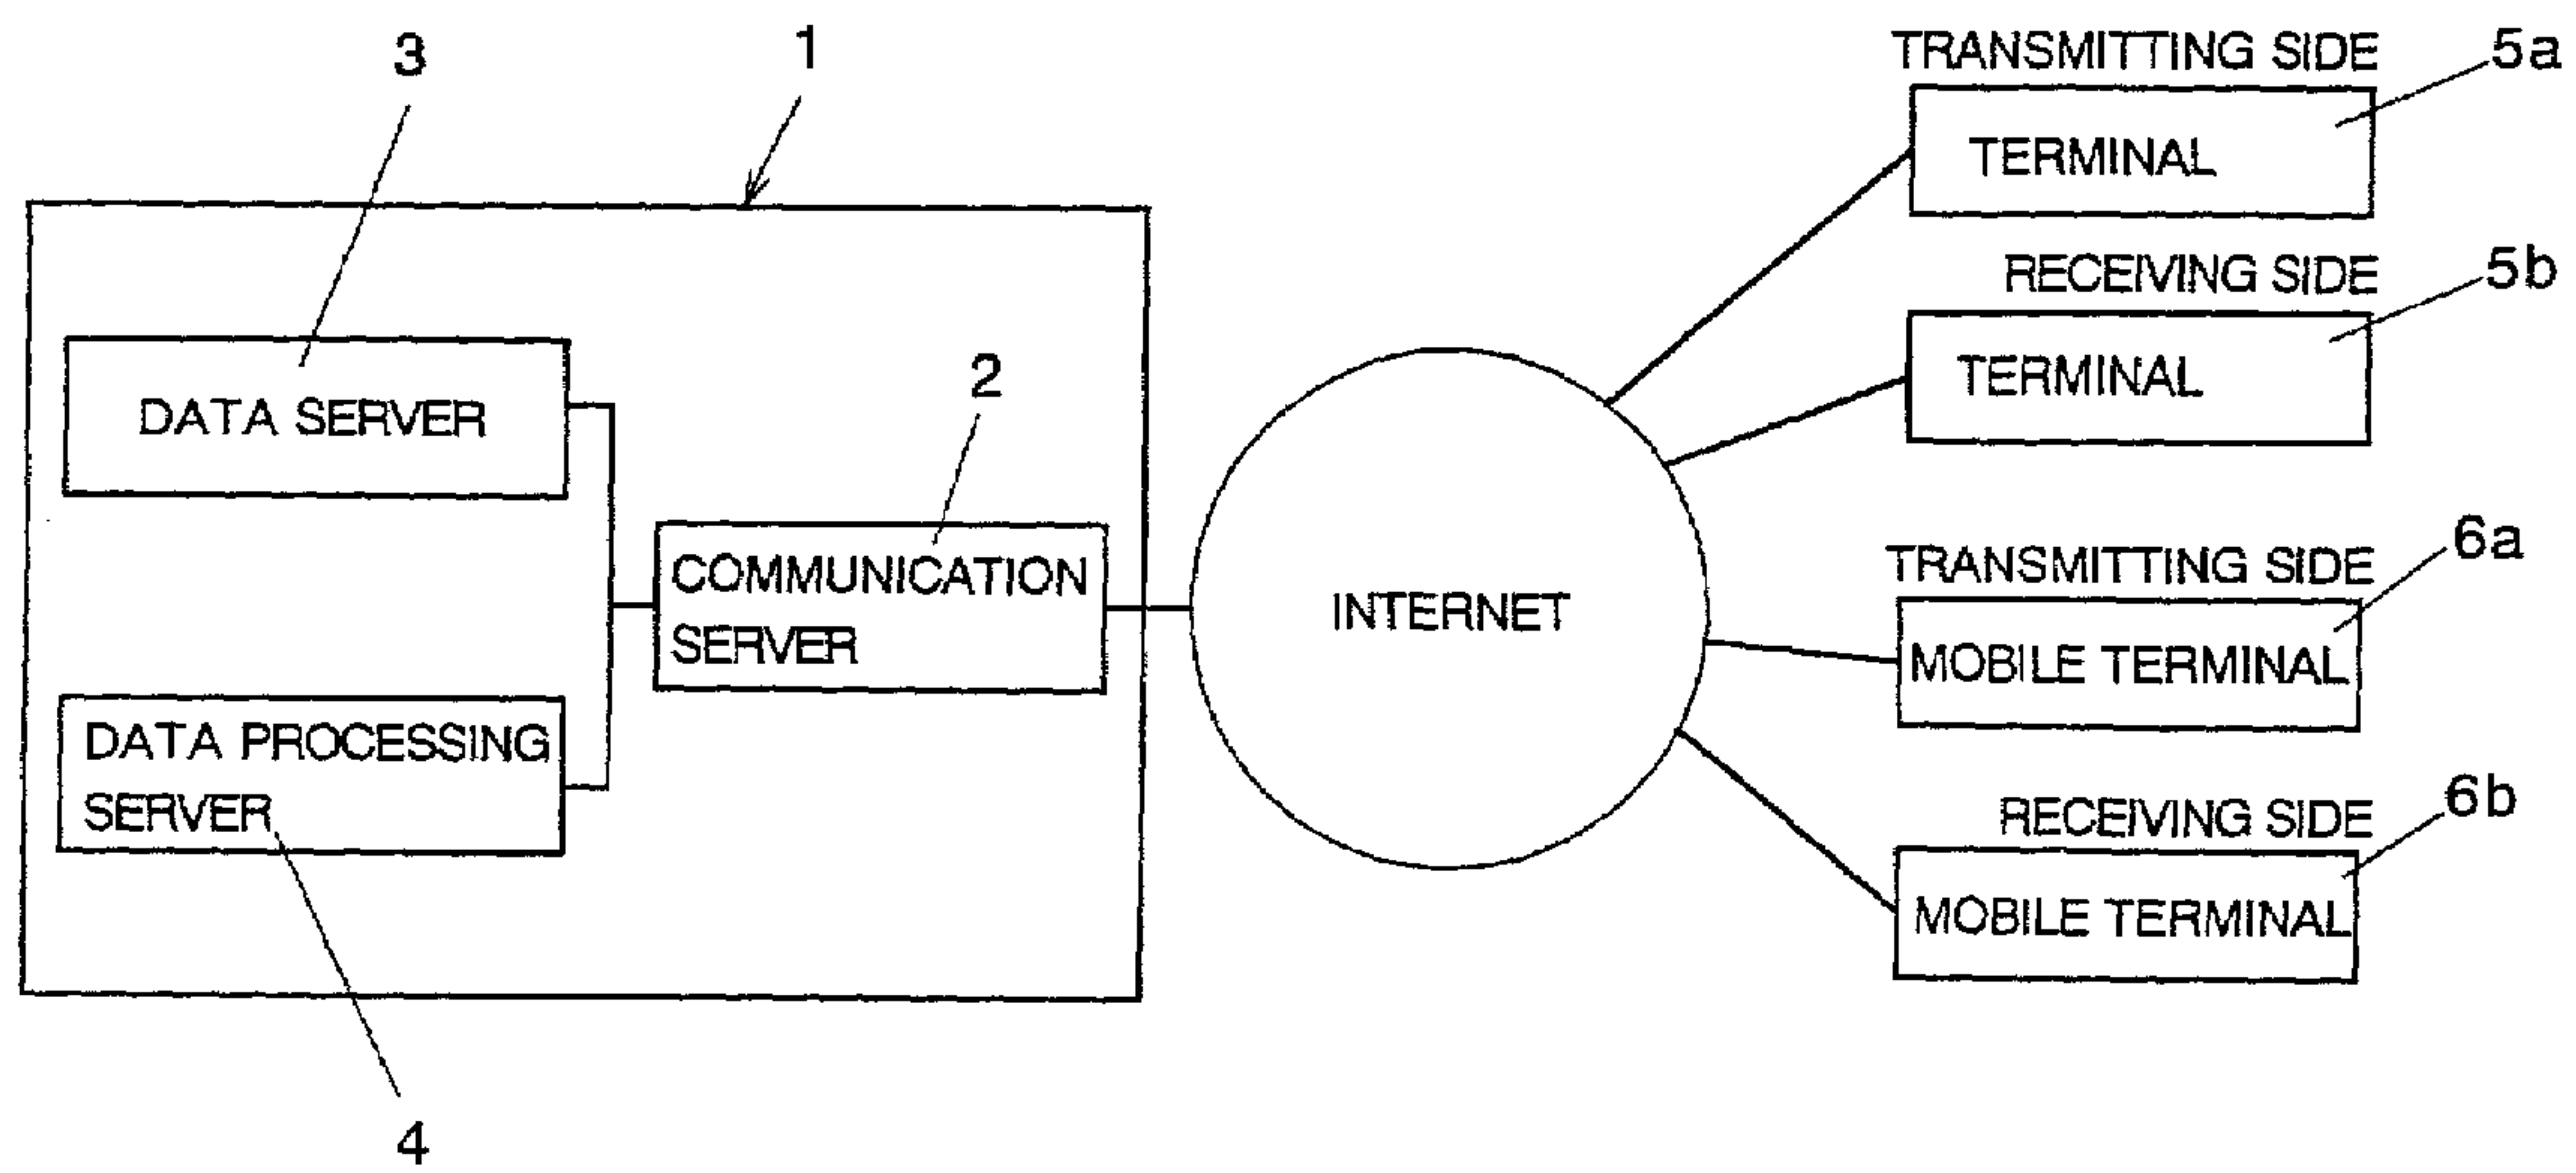 3
1
TRANSMITTING SIDE
5a
TERMINAL
RECEIVING SIDE
5b
TERMINAL
DATA SERVER
2
COMMUNICATION
SERVER
INTERNET
TRANSMITTING SIDE
6a
MOBILE TERMINAL
DATA PROCESSING
SERVER
RECEIVING SIDE
6b
MOBILE TERMINAL
4